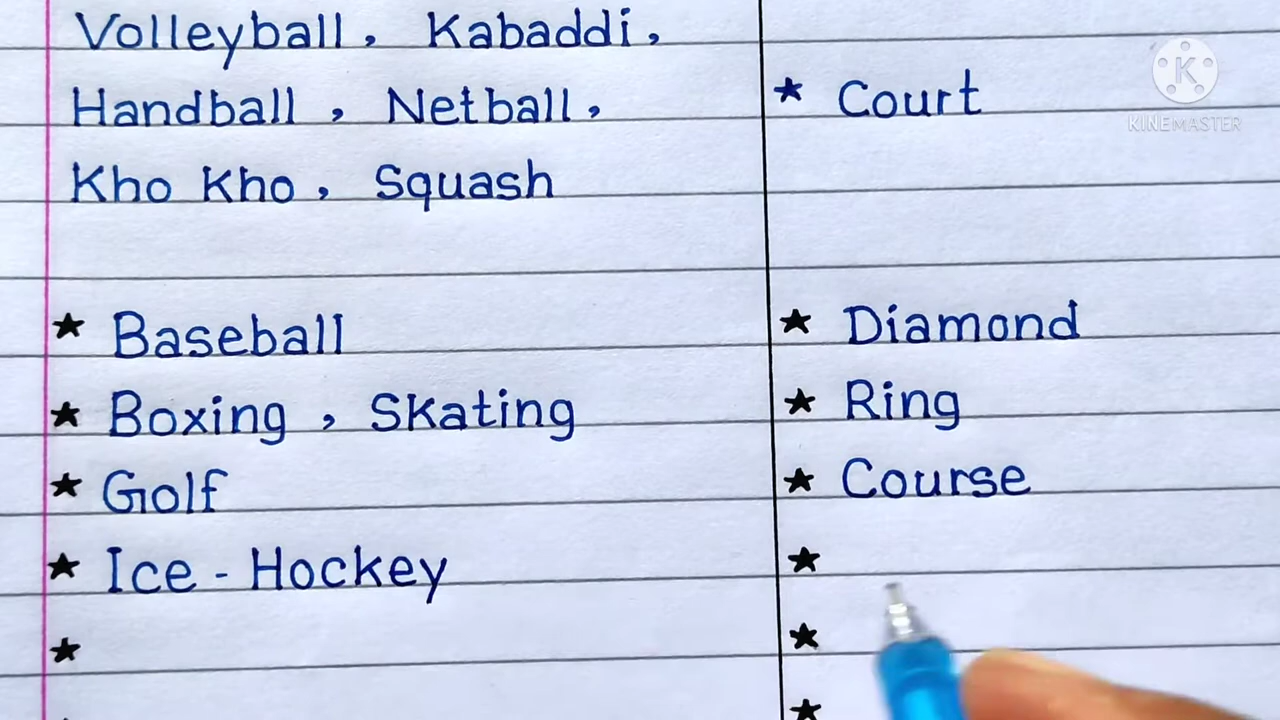 Volleyball, Kabaddi,
Handball, Netball,
★ Court
Kho Kho, Squash
★ Baseball ★ Diamond
★ Boxing, Skating ★ Ring
★ Golf ★ Course
★ Ice - Hockey ★
★ ★
★
K
KINEMASTER